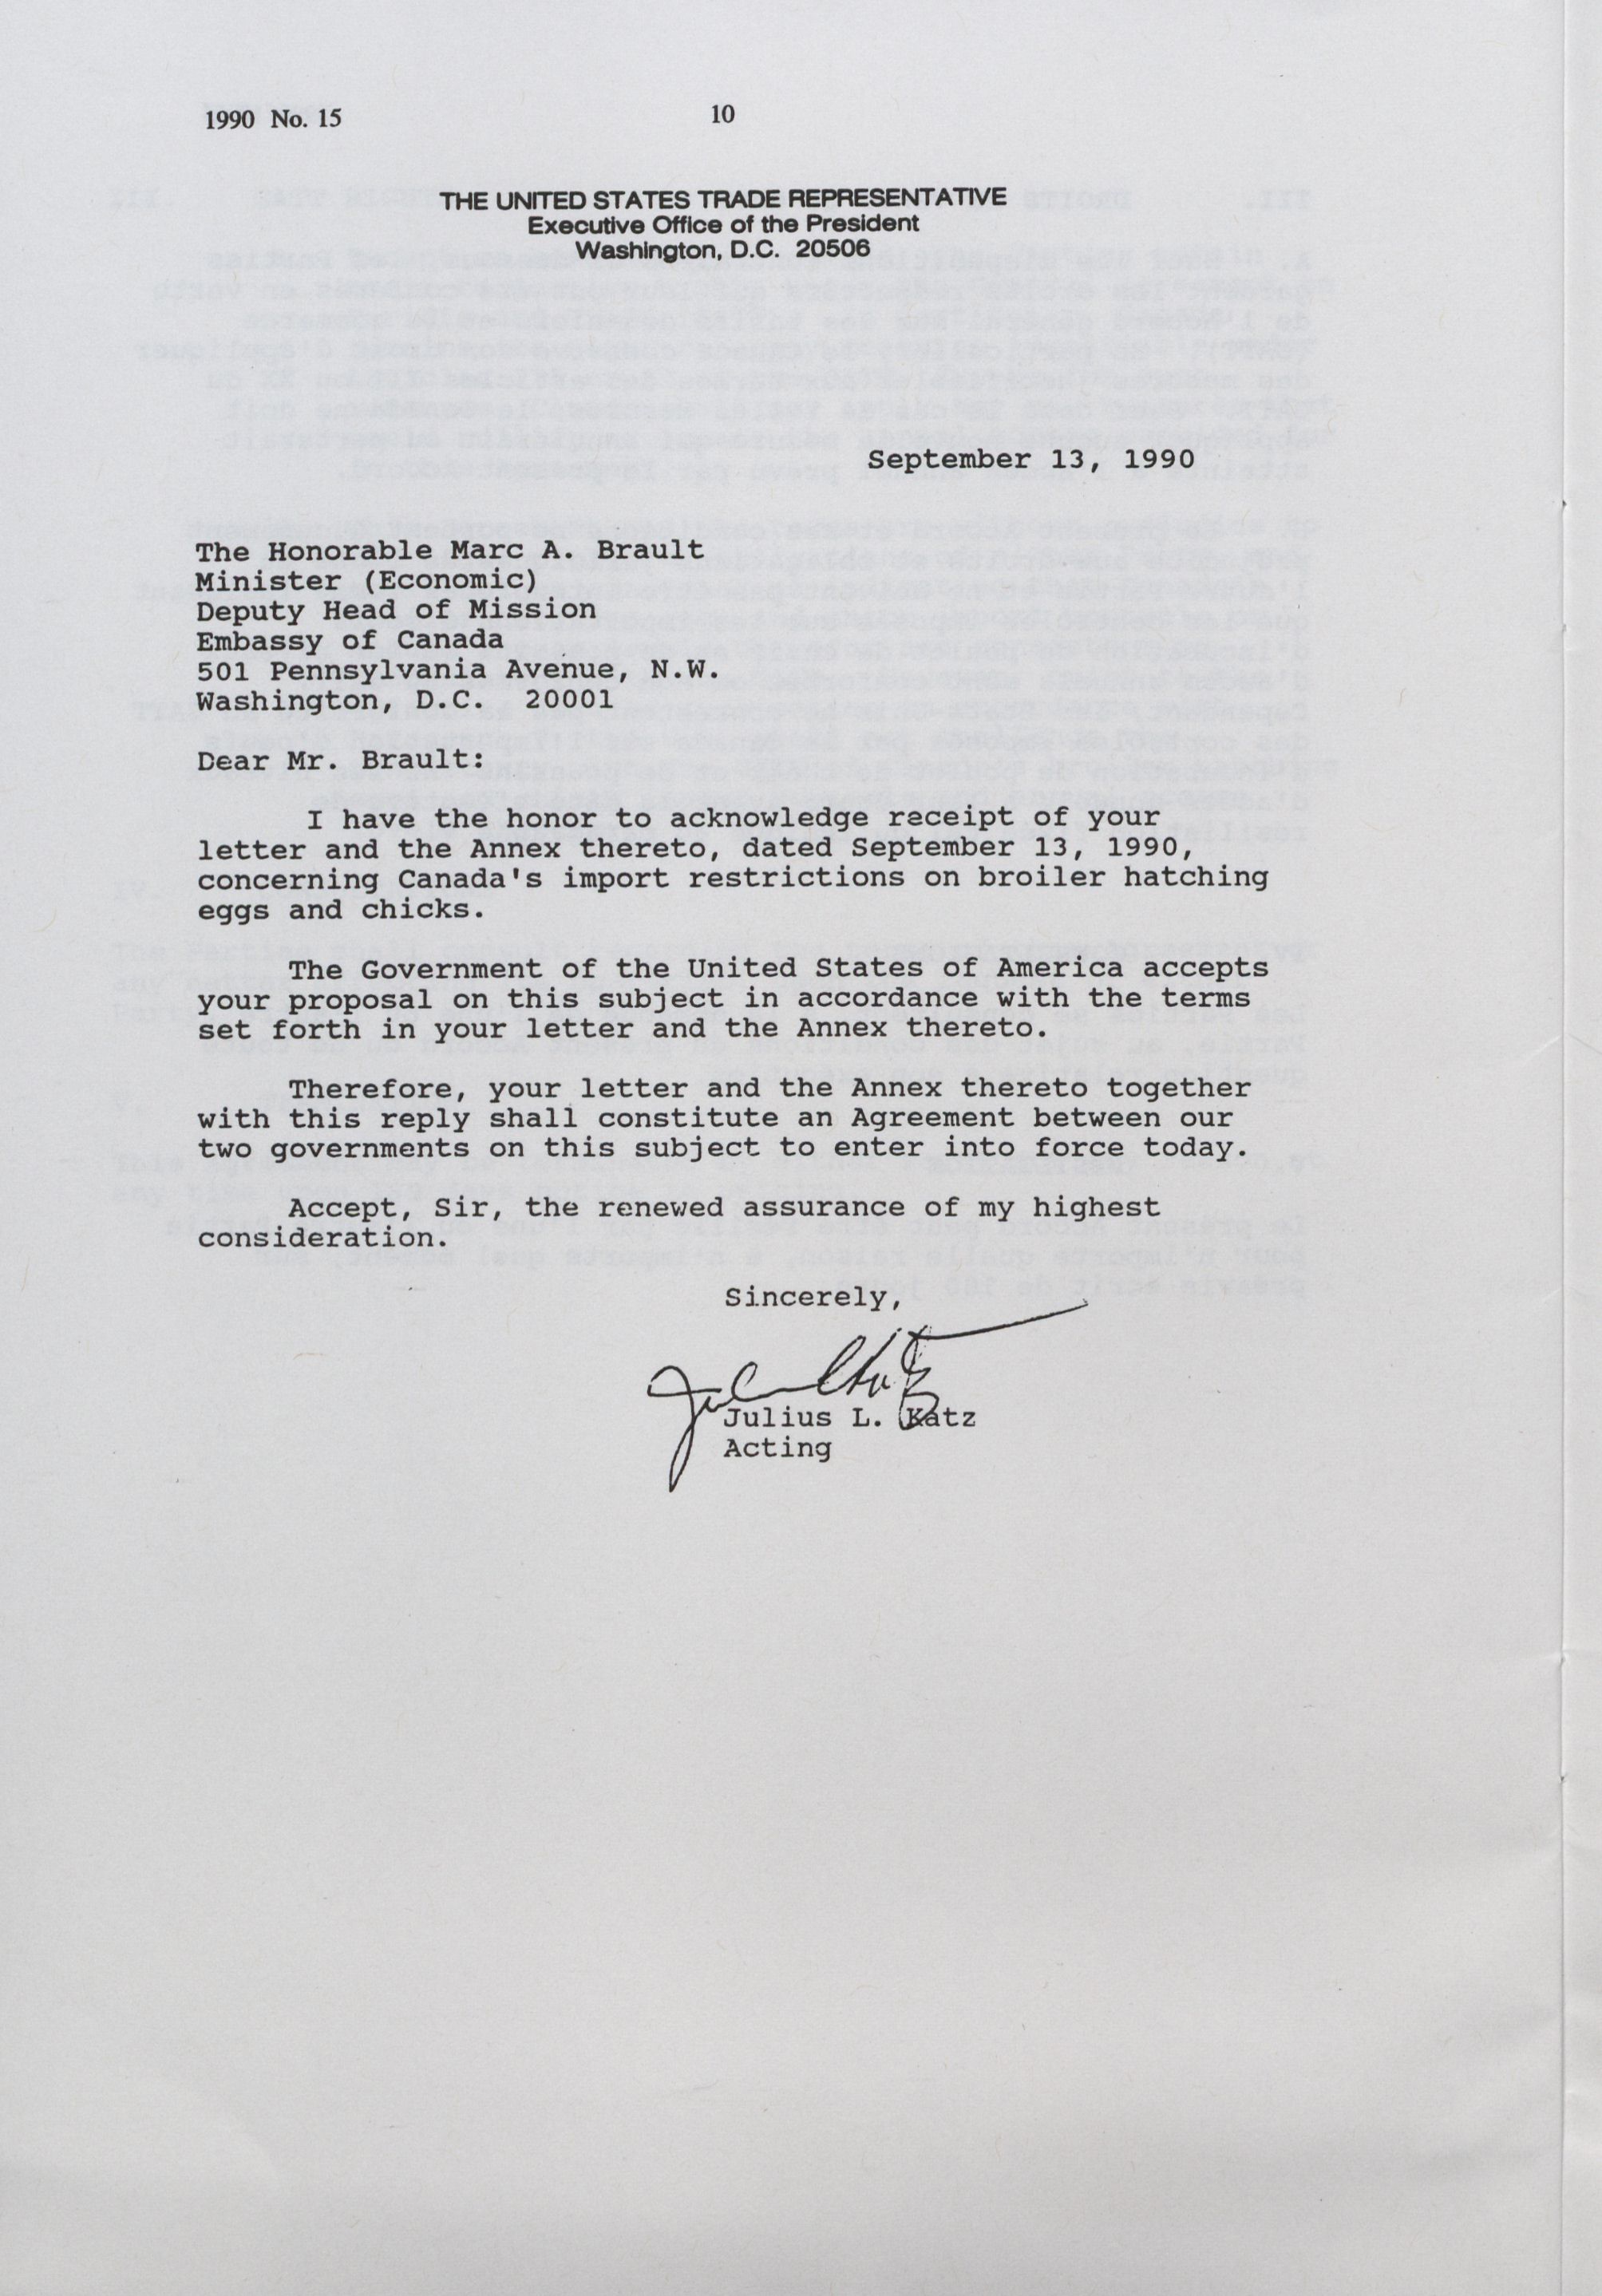 1990 No. 15
10
THE UNITED STATES TRADE REPRESENTATIVE
Executive Office of the President
Washington, D.C. 20506
September 13, 1990
The Honorable Marc A. Brault
Minister (Economic)
Deputy Head of Mission
Embassy of Canada
501 Pennsylvania Avenue, N.W.
Washington, D.C. 20001
Dear Mr. Brault:
I have the honor to acknowledge receipt of your
letter and the Annex thereto, dated September 13, 1990,
concerning Canada's import restrictions on broiler hatching
eggs and chicks.
The Government of the United States of America accepts
your proposal on this subject in accordance with the terms
set forth in your letter and the Annex thereto.
Therefore, your letter and the Annex thereto together
with this reply shall constitute an Agreement between our
two governments on this subject to enter into force today.
Accept, Sir, the renewed assurance of my highest
consideration.
Sincerely,
Julius L. Katz
Acting